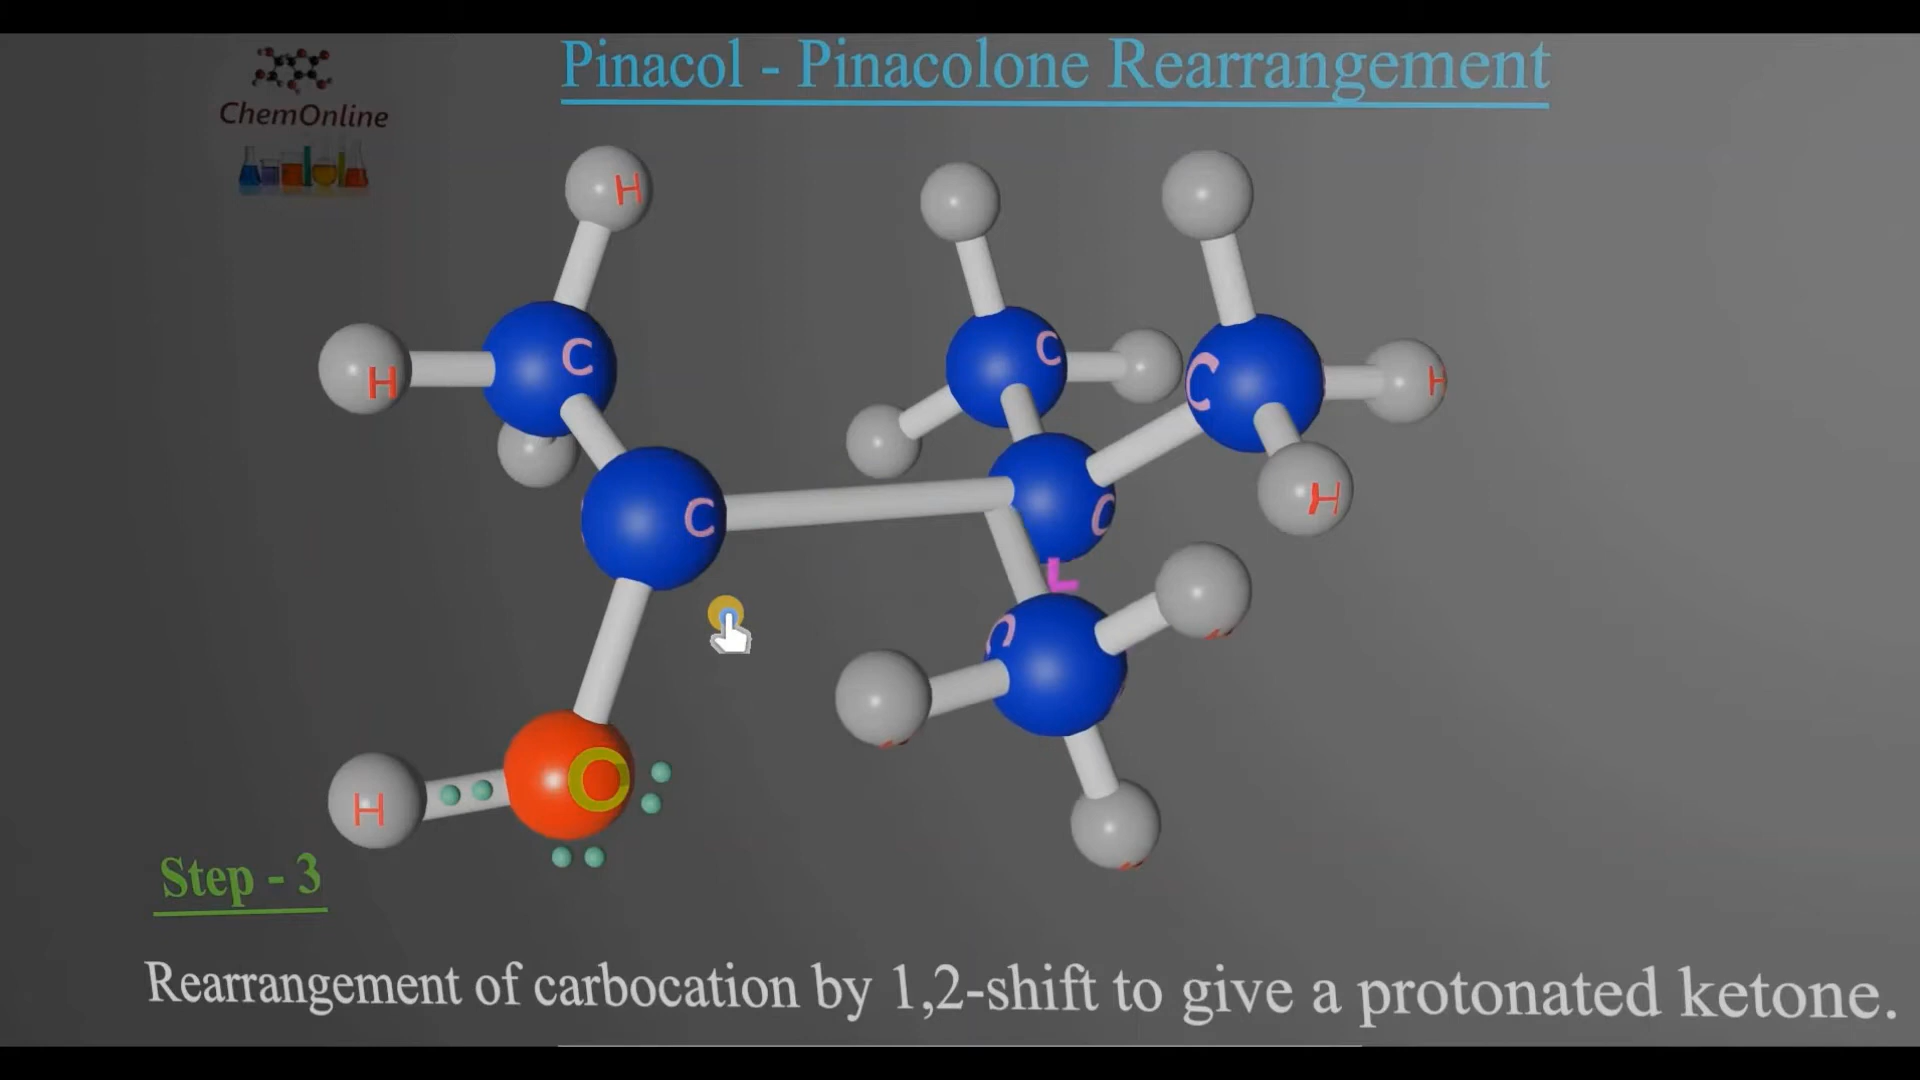 Pinacol - Pinacolone Rearrangement
ChemOnline
H
H
C
C
C
H
C
C
H
C
H
O
Step - 3
Rearrangement of carbocation by 1,2-shift to give a protonated ketone.